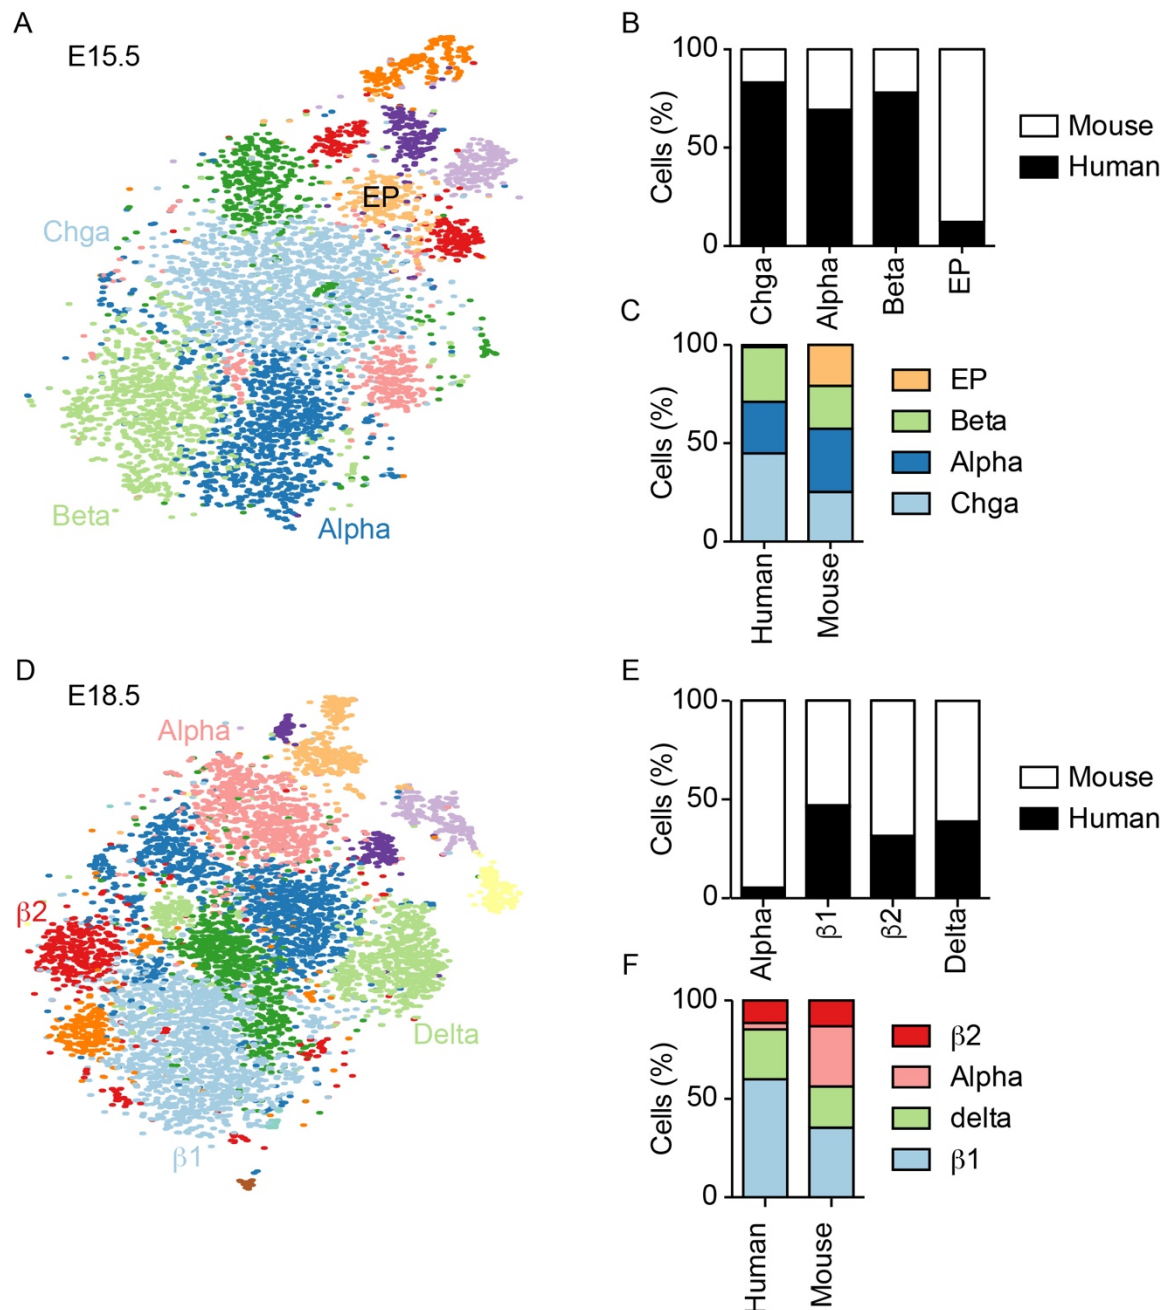 A
E15.5
EP
Chga
Beta
Alpha
B
100
50
0
Cells (%)
Chga
Alpha
Beta
EP
Mouse
Human
C
100
50
0
Cells (%)
Human
Mouse
EP
Beta
Alpha
Chga
D
E18.5
Alpha
β2
Delta
β1
E
100
50
0
Cells (%)
Alpha
β1
β2
Delta
Mouse
Human
F
100
50
0
Cells (%)
Human
Mouse
β2
Alpha
delta
β1